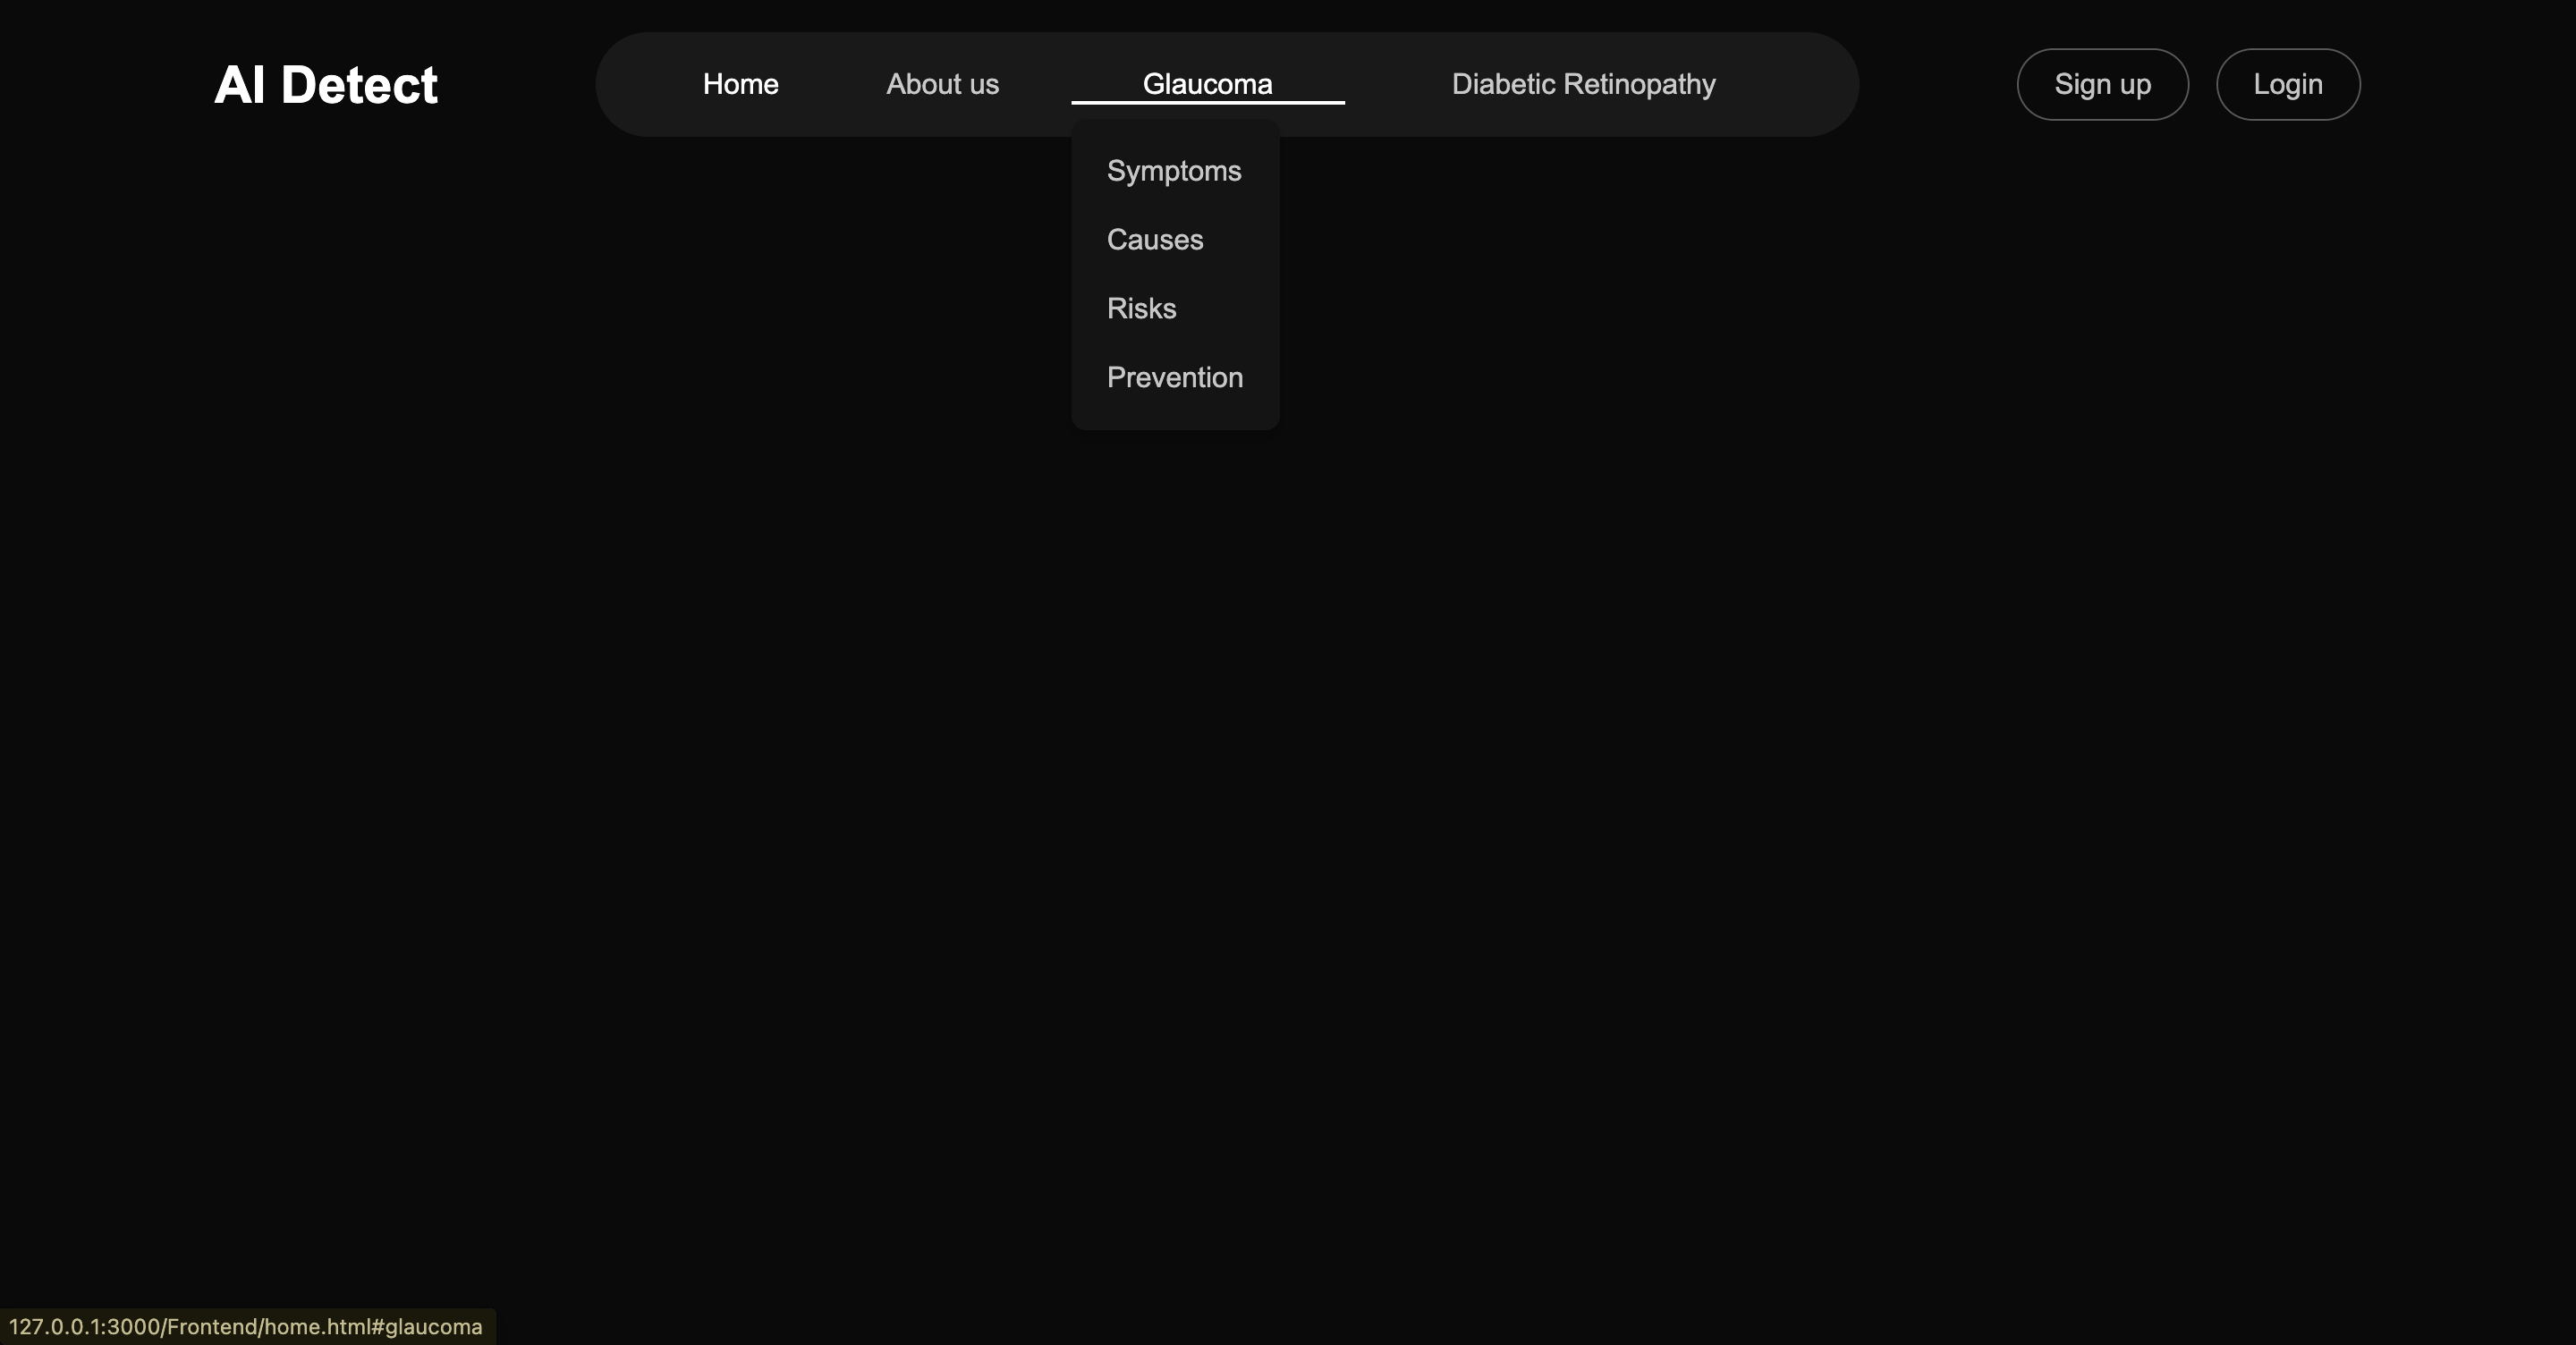 AI Detect
Home
About us
Glaucoma
Diabetic Retinopathy
Sign up
Login
Symptoms
Causes
Risks
Prevention
127.0.0.1:3000/Frontend/home.html#glaucoma